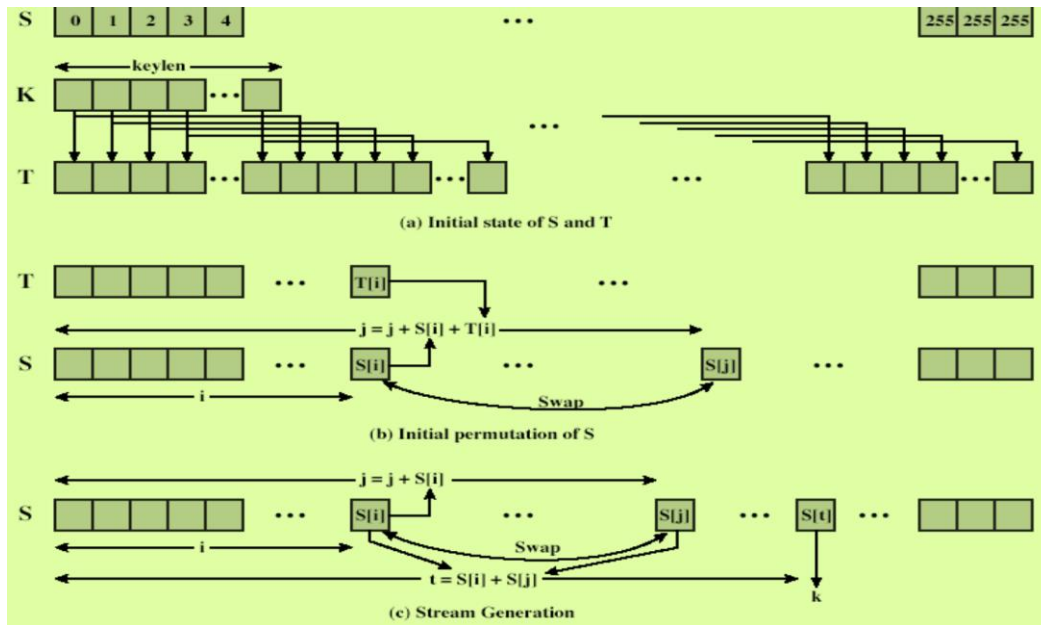 S 0 1 2 3 4 ... 255 255 255
keylen
K ...
...
T ... ... ...
(a) Initial state of S and T
T ... T[i] ...
j = j + S[i] + T[i]
S ... S[i] ... S[j] ...
i
Swap
(b) Initial permutation of S
j = j + S[i]
S ... S[i] ... S[j] ... S[t] ...
i
Swap
t = S[i] + S[j]
k
(c) Stream Generation